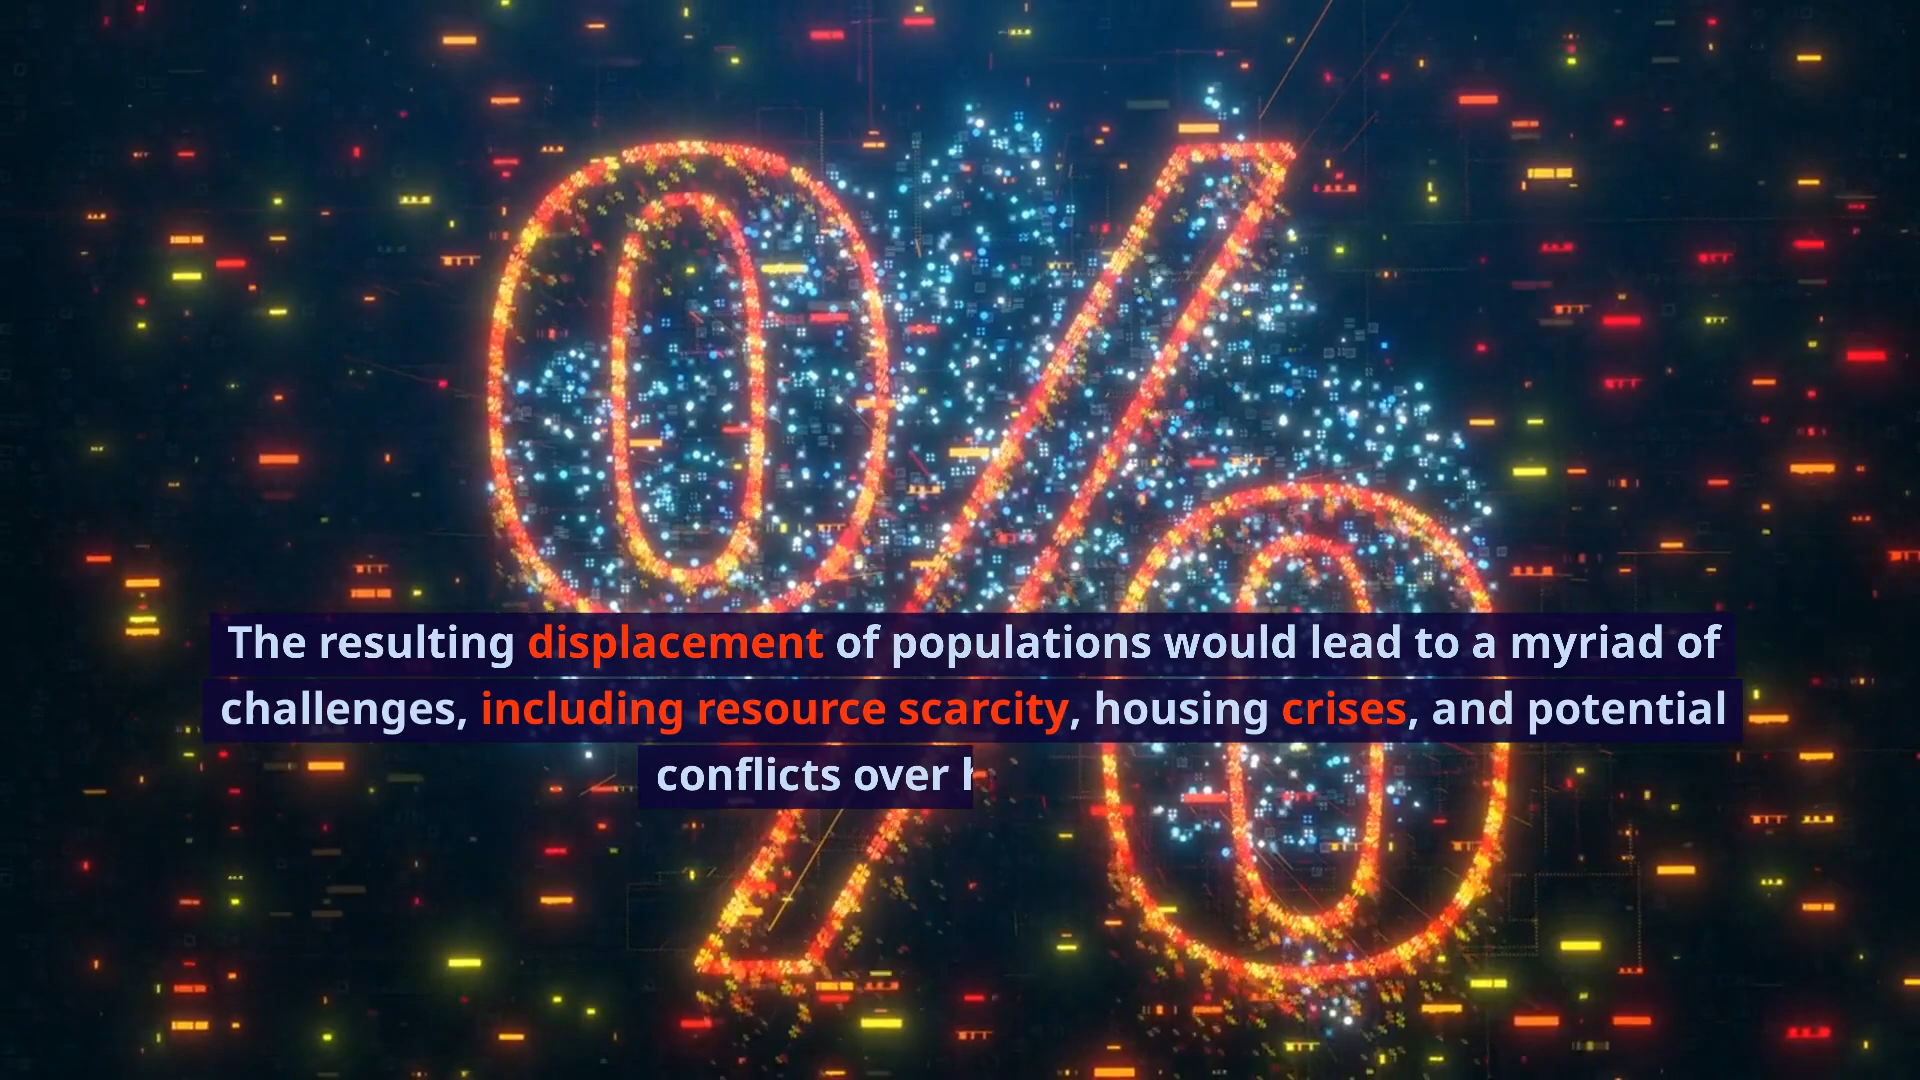 %
The resulting displacement of populations would lead to a myriad of
challenges, including resource scarcity, housing crises, and potential
conflicts over